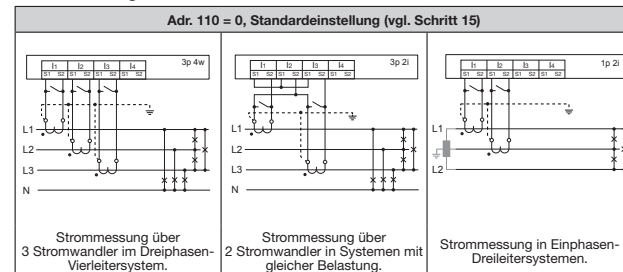 Adr. 110 = 0, Standardeinstellung (vgl. Schritt 15)
3p 4w
I1 I2 I3 I4
S1 S2 S1 S2 S1 S2 S1 S2
L1
L2
L3
N
Strommessung über
3 Stromwandler im Dreiphasen-
Vierleitersystem.
3p 2i
I1 I2 I3 I4
S1 S2 S1 S2 S1 S2 S1 S2
L1
L2
L3
N
Strommessung über
2 Stromwandler in Systemen mit
gleicher Belastung.
1p 2i
I1 I2 I3 I4
S1 S2 S1 S2 S1 S2 S1 S2
L1
L2
Strommessung in Einphasen-
Dreileitersystemen.